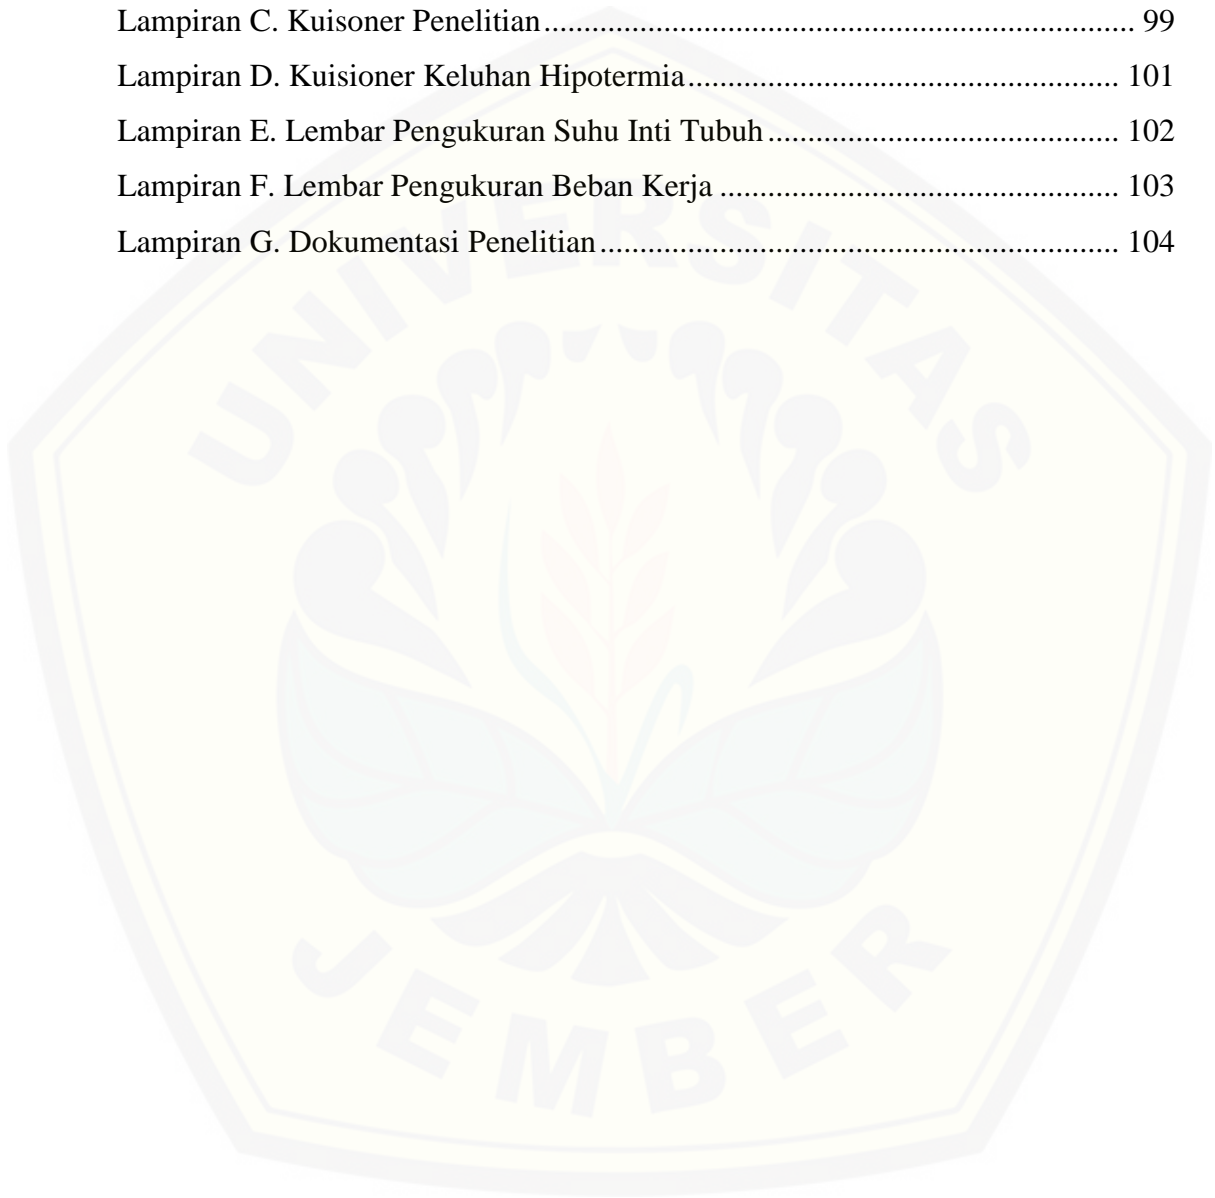 Lampiran C. Kuisoner Penelitian.......................................................................... 99
Lampiran D. Kuisioner Keluhan Hipotermia...................................................... 101
Lampiran E. Lembar Pengukuran Suhu Inti Tubuh............................................ 102
Lampiran F. Lembar Pengukuran Beban Kerja.................................................. 103
Lampiran G. Dokumentasi Penelitian................................................................. 104
UNIVERSITAS
JEMBER